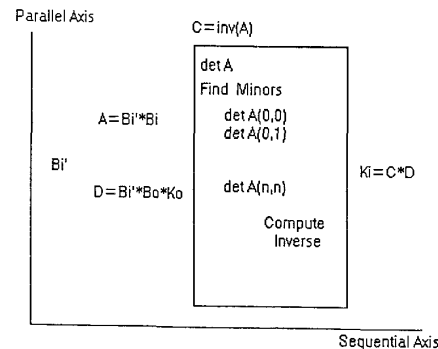 Parallel Axis
C=inv(A)
det A
Find Minors
A=Bi'*Bi
det A(0,0)
det A(0,1)
Bi'
Ki=C*D
D=Bi'*Bo*Ko
det A(n,n)
Compute
Inverse
Sequential Axis